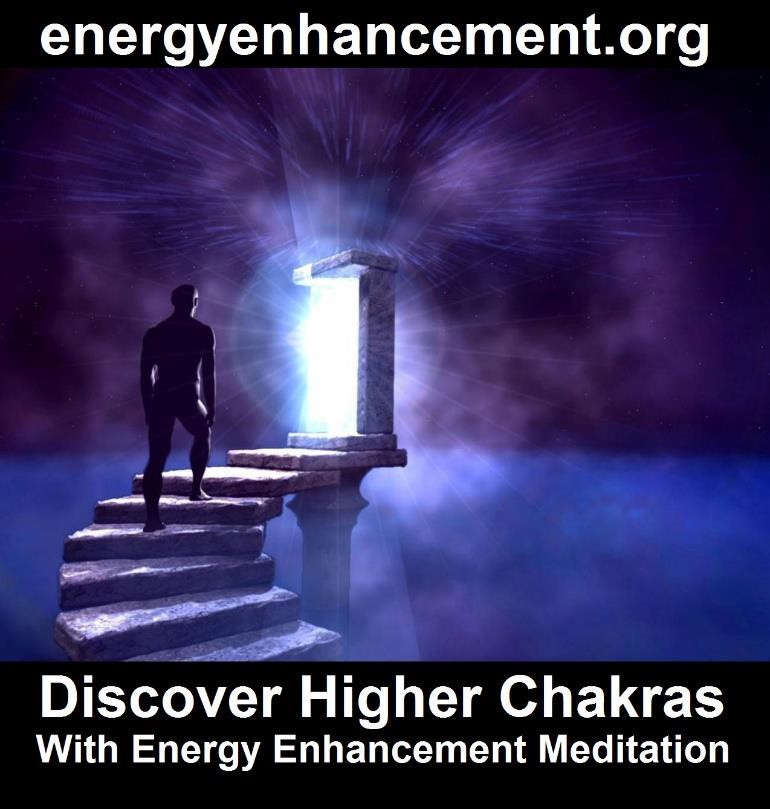 energyenhancement.org
Discover Higher Chakras
With Energy Enhancement Meditation